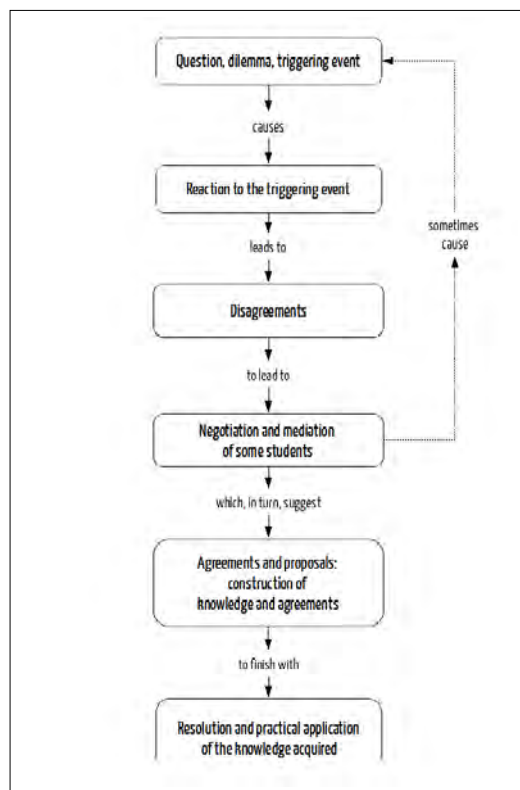 Question, dilemma, triggering event
causes
Reaction to the triggering event
leads to
sometimes
cause
Disagreements
to lead to
Negotiation and mediation
of some students
which, in turn, suggest
Agreements and proposals:
construction of
knowledge and agreements
to finish with
Resolution and practical application
of the knowledge acquired